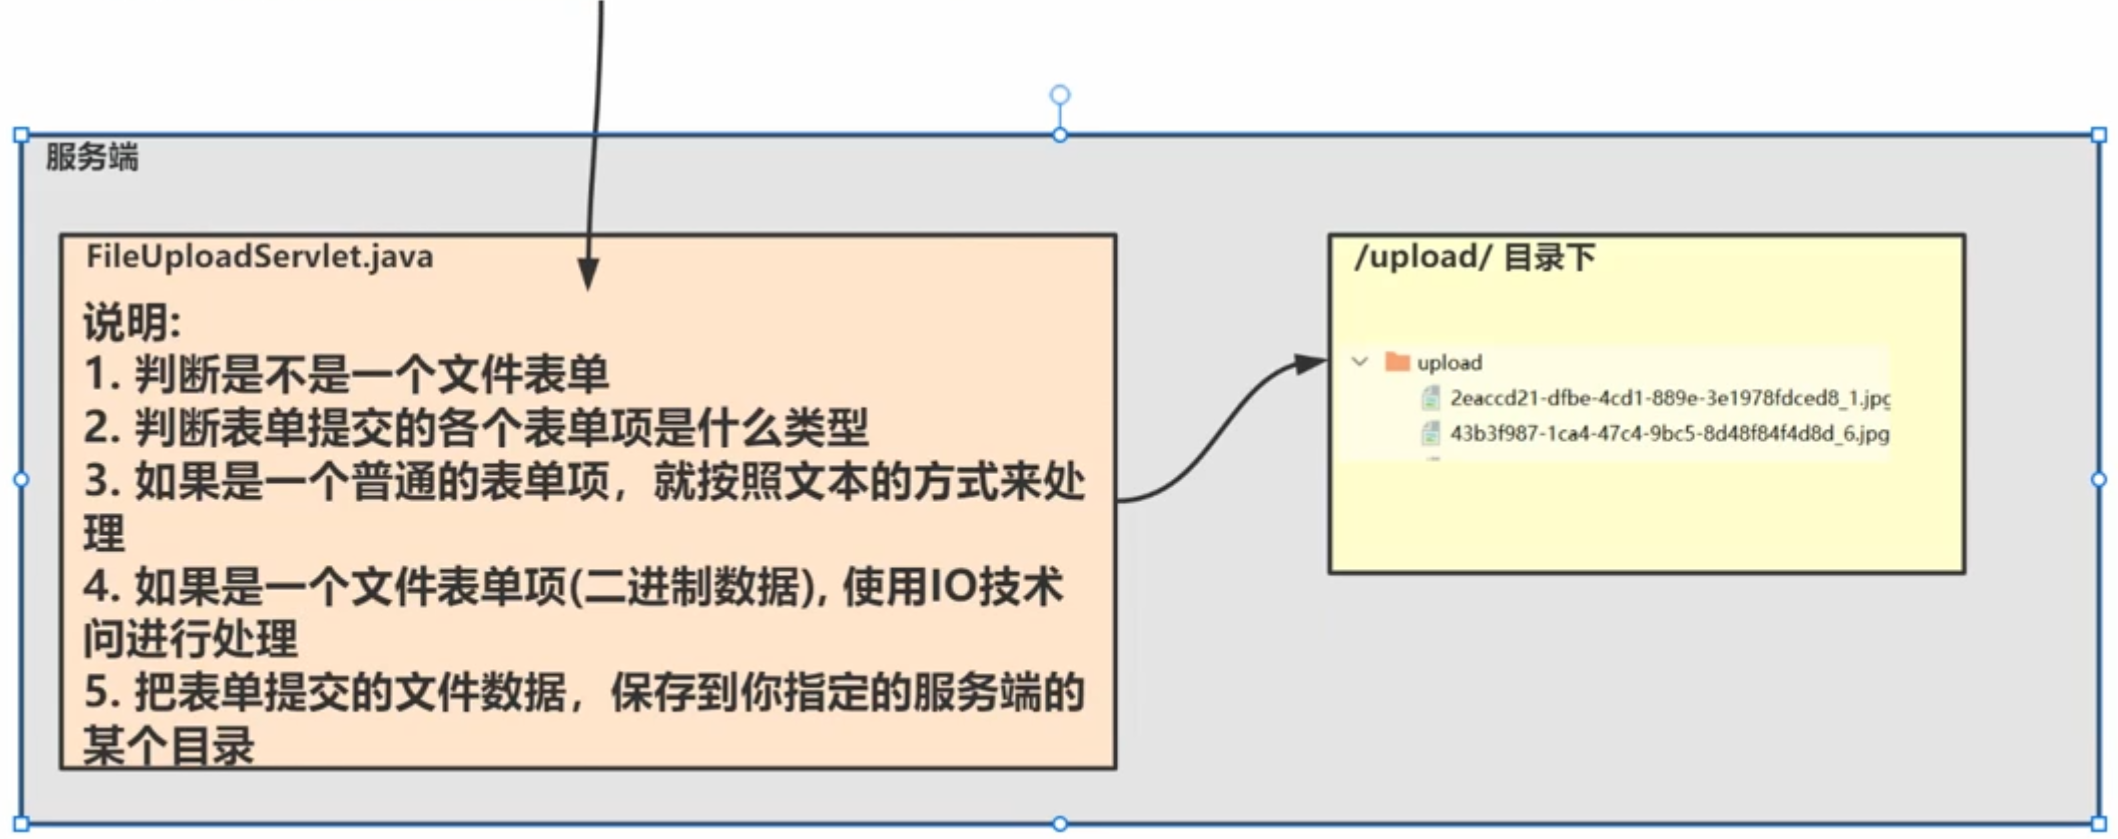 服务端
FileUploadServlet.java
说明:
1. 判断是不是一个文件表单
2. 判断表单提交的各个表单项是什么类型
3. 如果是一个普通的表单项，就按照文本的方式来处
理
4. 如果是一个文件表单项(二进制数据), 使用IO技术
问进行处理
5. 把表单提交的文件数据，保存到你指定的服务端的
某个目录
/upload/ 目录下
upload
2eaccd21-dfbe-4cd1-889e-3e1978fdced8_1.jpg
43b3f987-1ca4-47c4-9bc5-8d48f84f4d8d_6.jpg